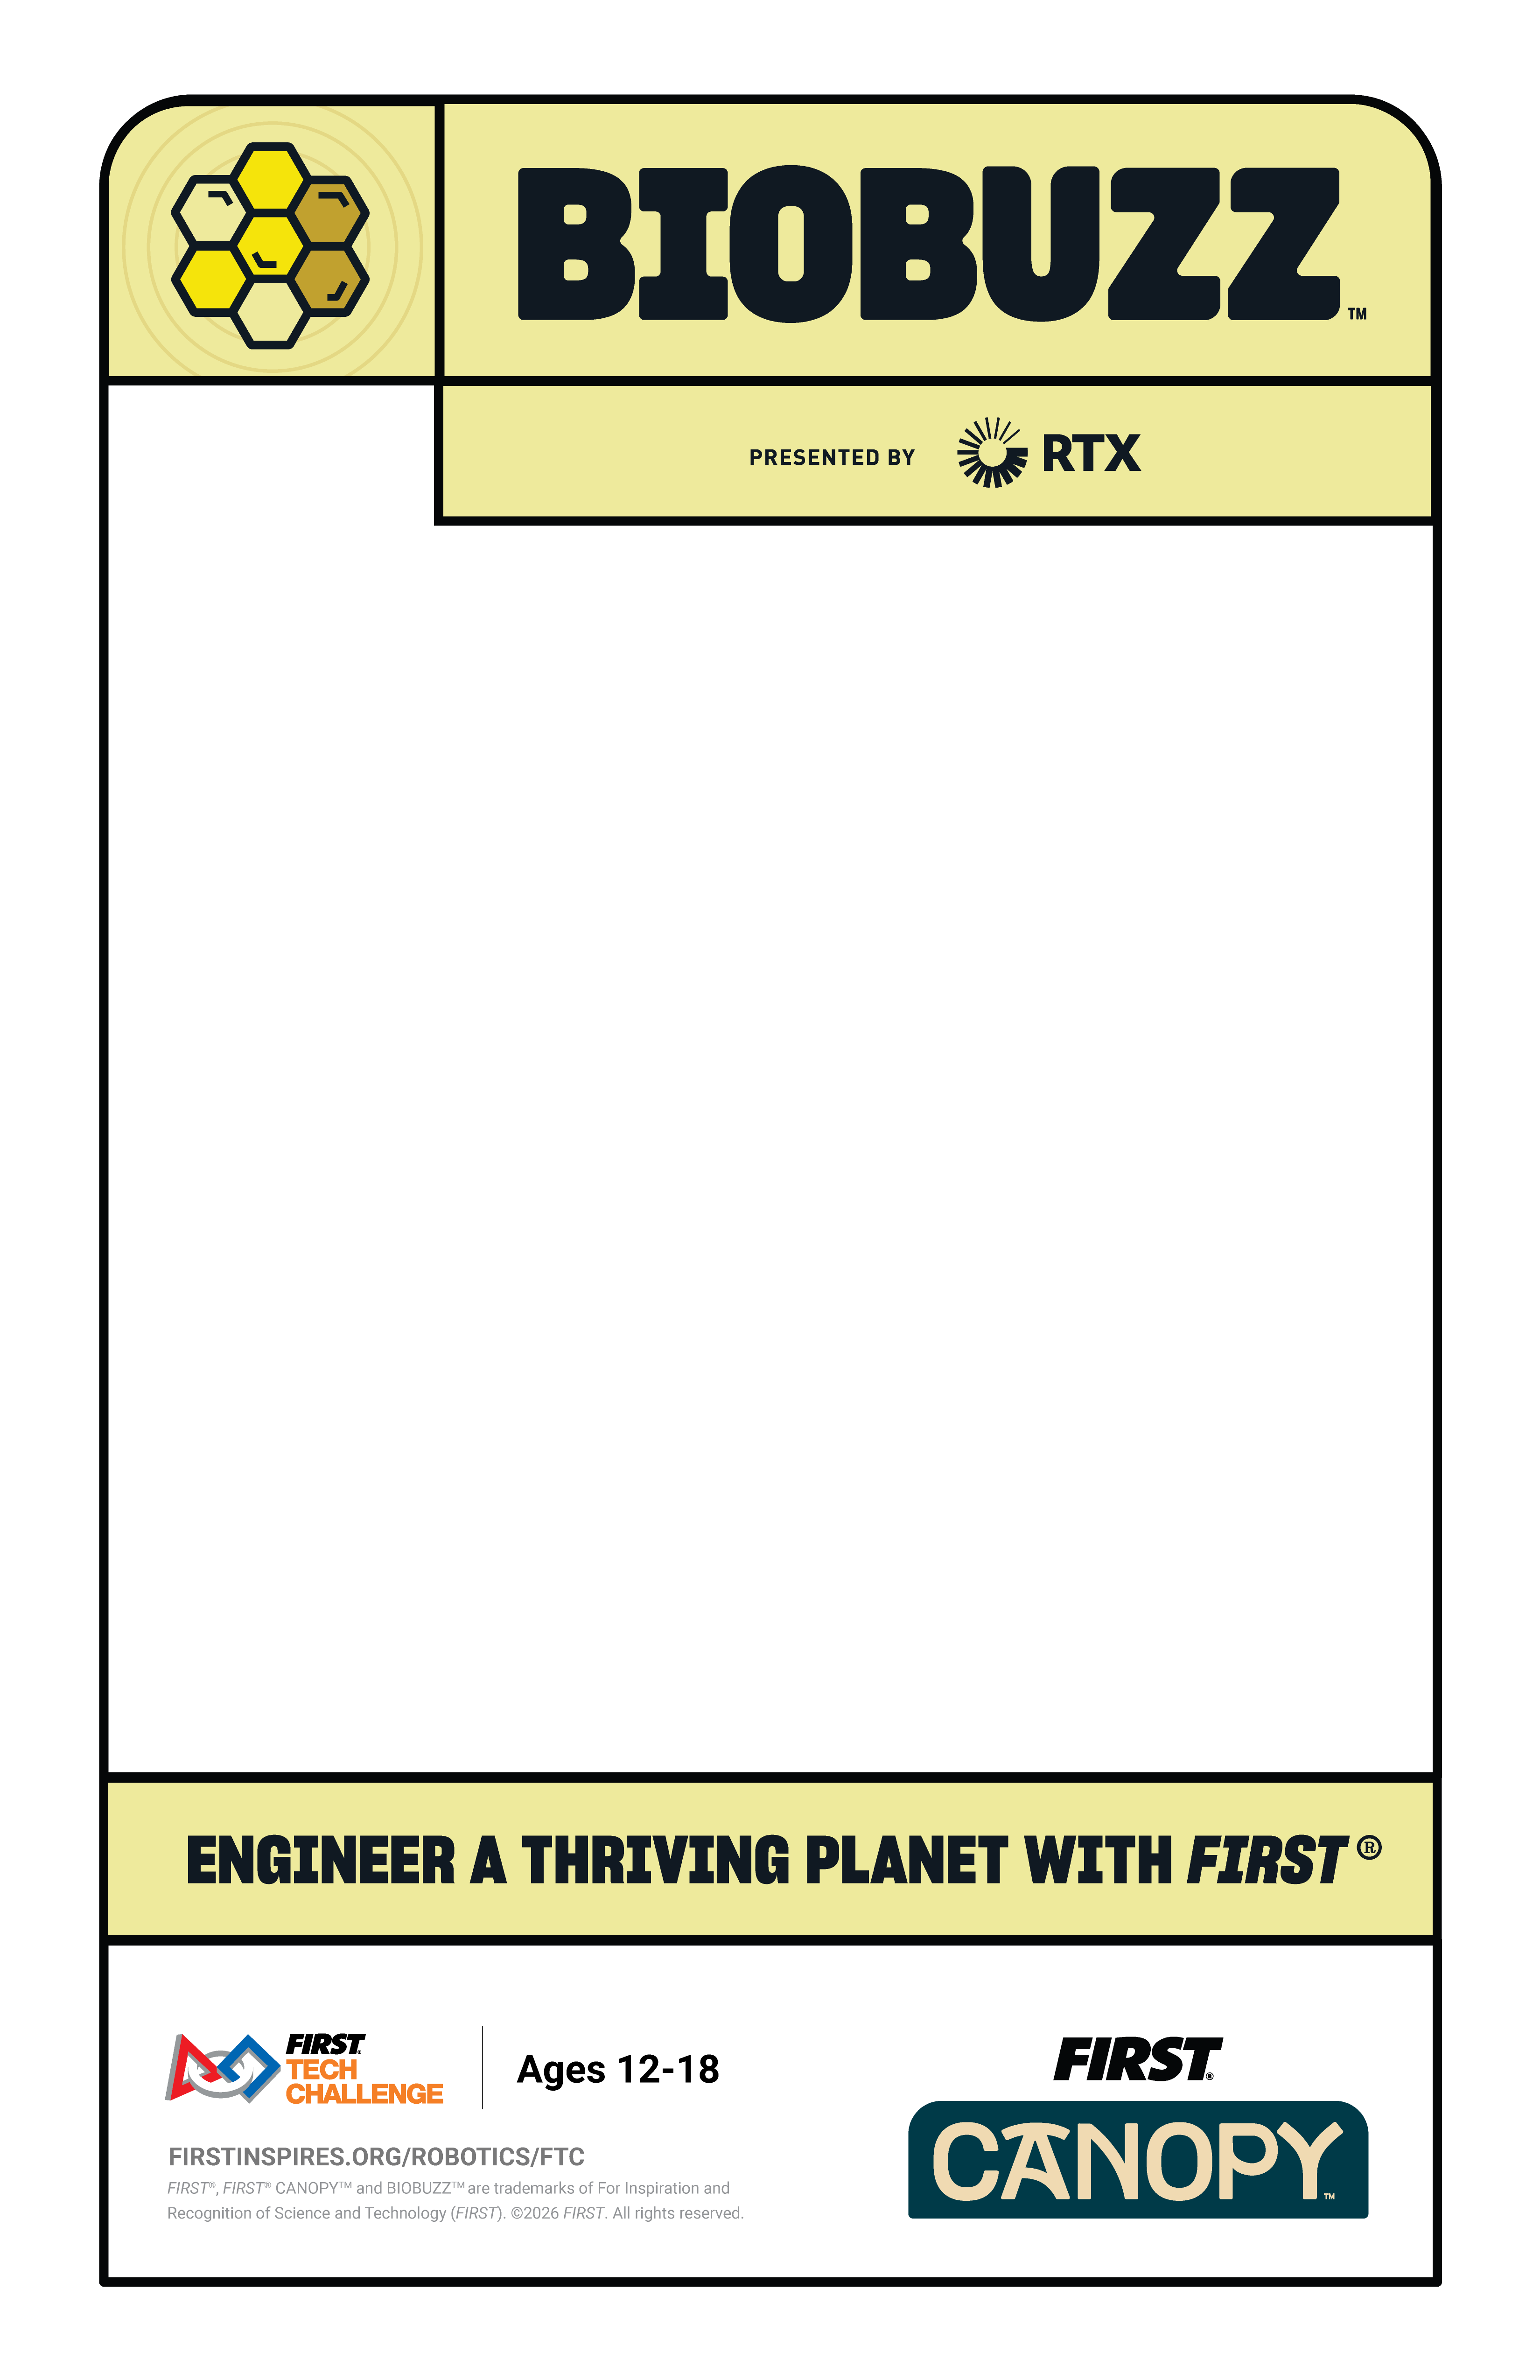 BIOBUZZ™
PRESENTED BY RTX
ENGINEER A THRIVING PLANET WITH FIRST®
FIRST®
TECH
CHALLENGE
Ages 12-18
FIRSTINSPIRES.ORG/ROBOTICS/FTC
FIRST®, FIRST® CANOPY™ and BIOBUZZ™ are trademarks of For Inspiration and
Recognition of Science and Technology (FIRST). ©2026 FIRST. All rights reserved.
FIRST®
CANOPY™